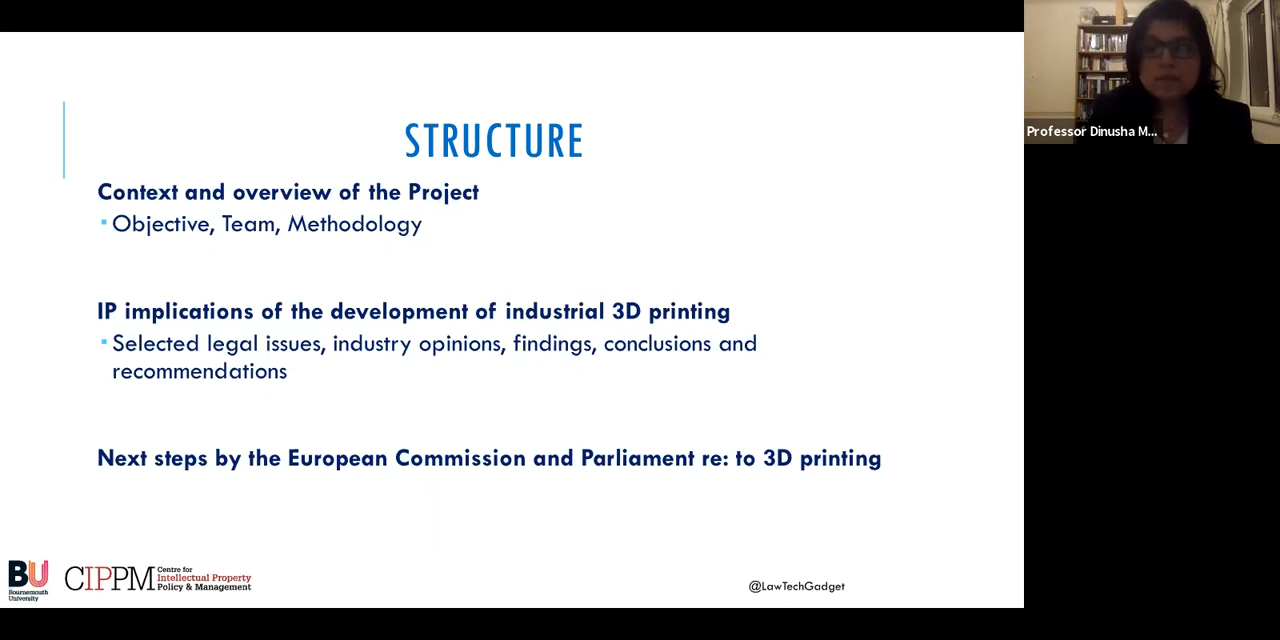 STRUCTURE
Context and overview of the Project
Objective, Team, Methodology
IP implications of the development of industrial 3D printing
Selected legal issues, industry opinions, findings, conclusions and
recommendations
Next steps by the European Commission and Parliament re: to 3D printing
BU
Bournemouth
University
CIPPM
Centre for
Intellectual Property
Policy & Management
@LawTechGadget
Professor Dinusha M...